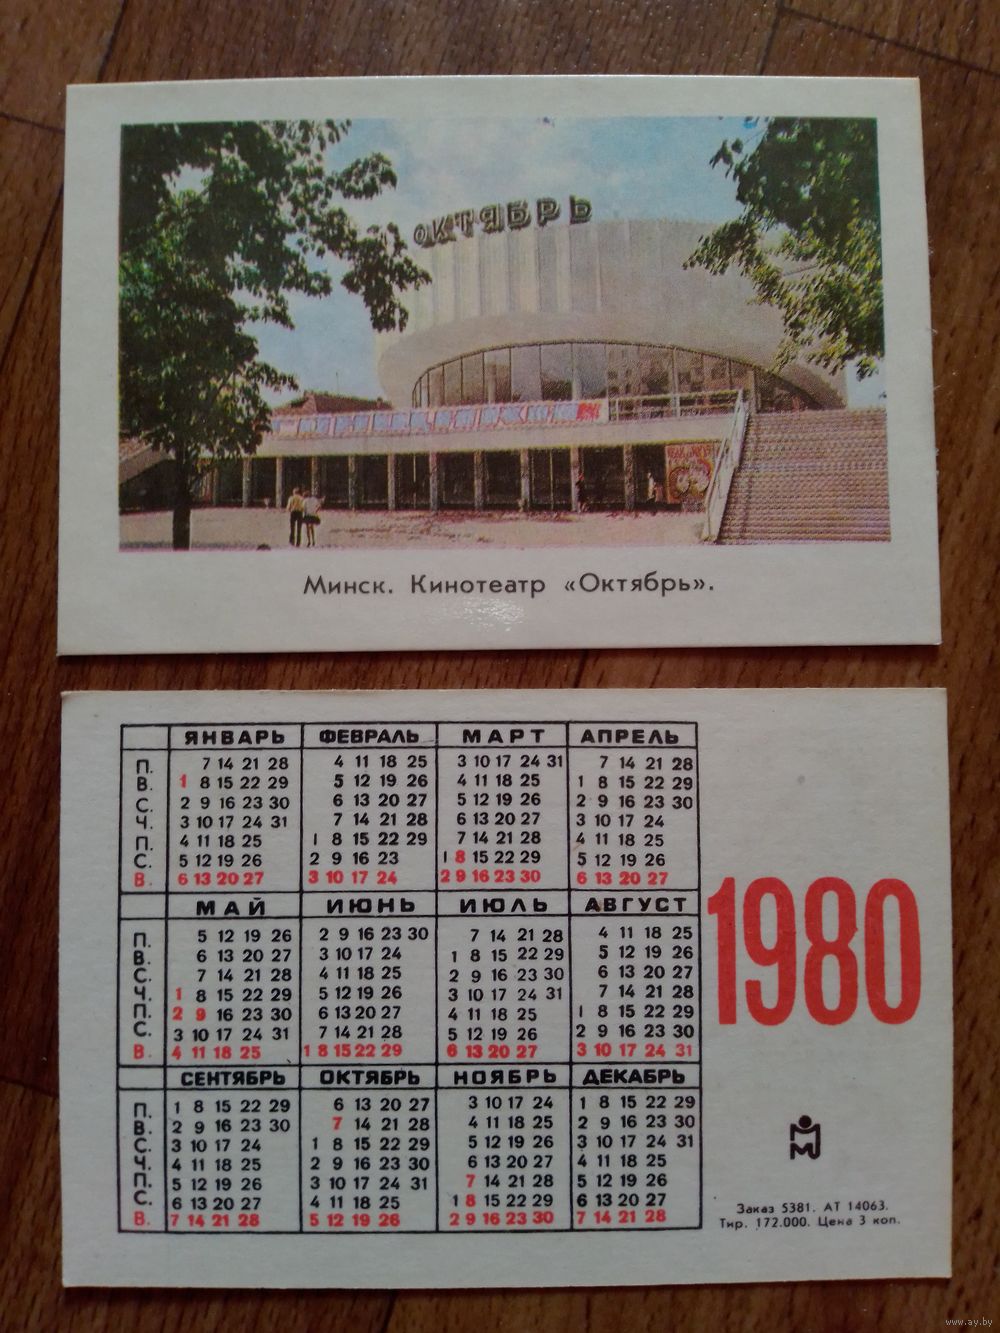 ОКТЯБРЬ
Минск. Кинотеатр «Октябрь».
ЯНВАРЬ ФЕВРАЛЬ МАРТ АПРЕЛЬ
П. 7 14 21 28 4 11 18 25 3 10 17 24 31 7 14 21 28
В. 1 8 15 22 29 5 12 19 26 4 11 18 25 1 8 15 22 29
С. 2 9 16 23 30 6 13 20 27 5 12 19 26 2 9 16 23 30
Ч. 3 10 17 24 31 7 14 21 28 6 13 20 27 3 10 17 24
П. 4 11 18 25 1 8 15 22 29 7 14 21 28 4 11 18 25
С. 5 12 19 26 2 9 16 23 1 8 15 22 29 5 12 19 26
В. 6 13 20 27 3 10 17 24 2 9 16 23 30 6 13 20 27
МАЙ ИЮНЬ ИЮЛЬ АВГУСТ
П. 5 12 19 26 2 9 16 23 30 7 14 21 28 4 11 18 25
В. 6 13 20 27 3 10 17 24 1 8 15 22 29 5 12 19 26
С. 7 14 21 28 4 11 18 25 2 9 16 23 30 6 13 20 27
Ч. 1 8 15 22 29 5 12 19 26 3 10 17 24 31 7 14 21 28
П. 2 9 16 23 30 6 13 20 27 4 11 18 25 1 8 15 22 29
С. 3 10 17 24 31 7 14 21 28 5 12 19 26 2 9 16 23 30
В. 4 11 18 25 1 8 15 22 29 6 13 20 27 3 10 17 24 31
СЕНТЯБРЬ ОКТЯБРЬ НОЯБРЬ ДЕКАБРЬ
П. 1 8 15 22 29 6 13 20 27 3 10 17 24 1 8 15 22 29
В. 2 9 16 23 30 7 14 21 28 4 11 18 25 2 9 16 23 30
С. 3 10 17 24 1 8 15 22 29 5 12 19 26 3 10 17 24 31
Ч. 4 11 18 25 2 9 16 23 30 6 13 20 27 4 11 18 25
П. 5 12 19 26 3 10 17 24 31 7 14 21 28 5 12 19 26
С. 6 13 20 27 4 11 18 25 1 8 15 22 29 6 13 20 27
В. 7 14 21 28 5 12 19 26 2 9 16 23 30 7 14 21 28
1980
Заказ 5381. АТ 14063.
Тир. 172.000. Цена 3 коп.
www.ay.by